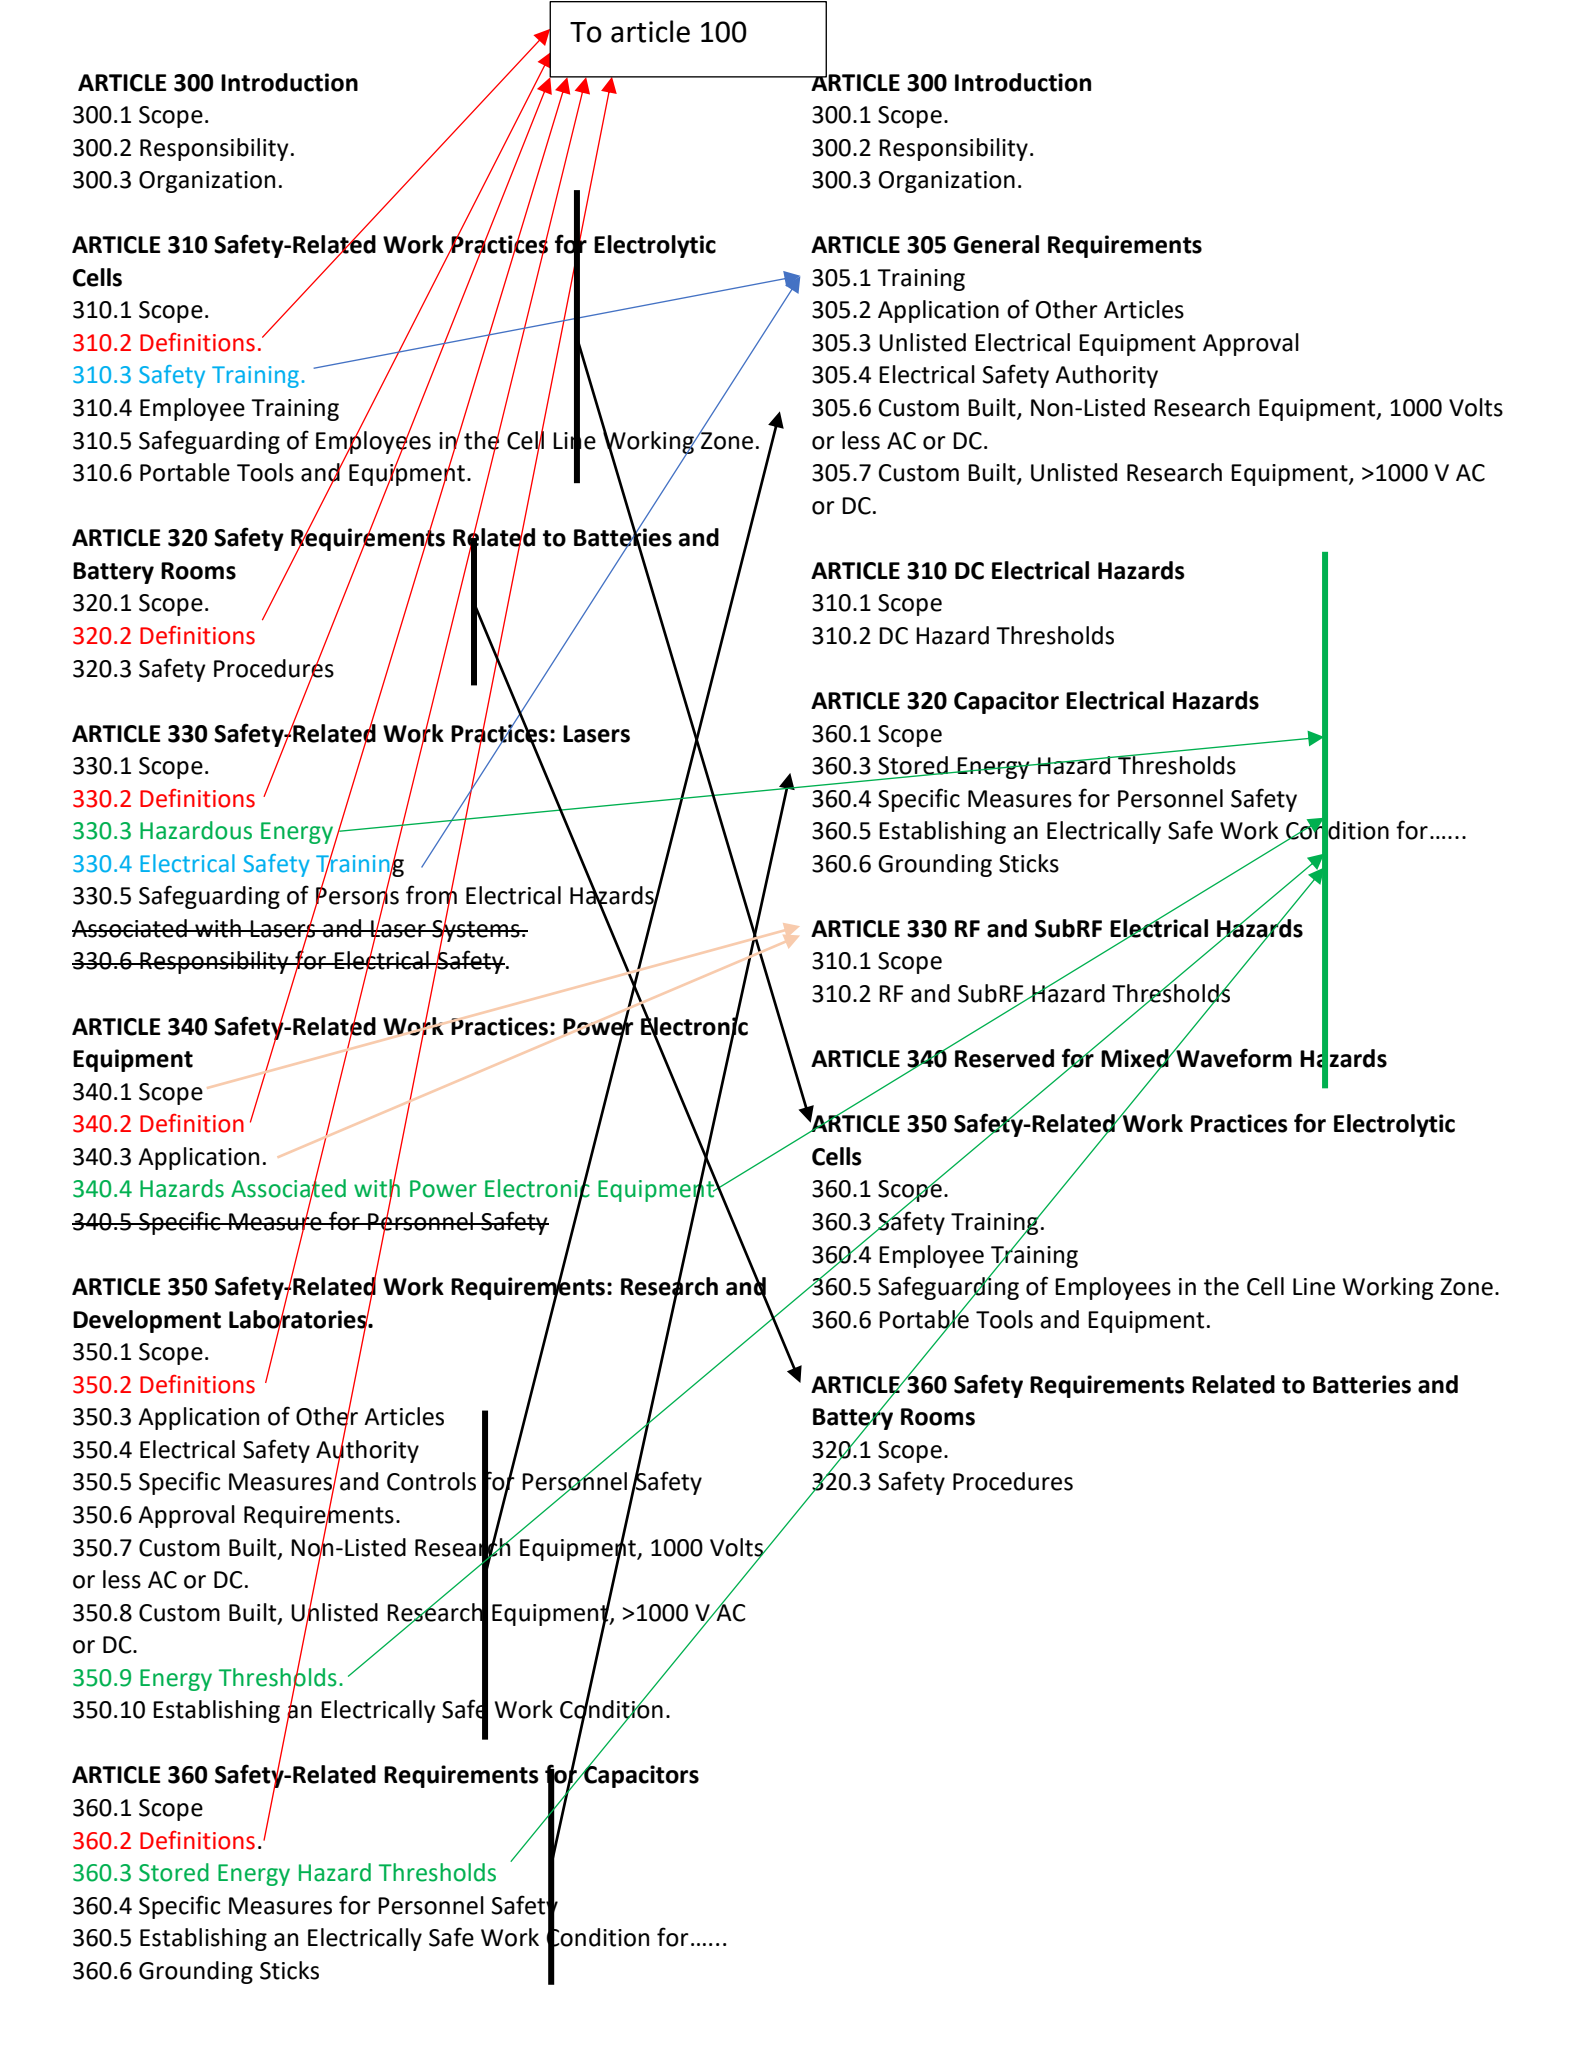 To article 100
ARTICLE 300 Introduction
300.1 Scope.
300.2 Responsibility.
300.3 Organization.
ARTICLE 310 Safety-Related Work Practices for Electrolytic
Cells
310.1 Scope.
310.2 Definitions.
310.3 Safety Training.
310.4 Employee Training
310.5 Safeguarding of Employees in the Cell Line Working Zone.
310.6 Portable Tools and Equipment.
ARTICLE 320 Safety Requirements Related to Batteries and
Battery Rooms
320.1 Scope.
320.2 Definitions
320.3 Safety Procedures
ARTICLE 330 Safety-Related Work Practices: Lasers
330.1 Scope.
330.2 Definitions
330.3 Hazardous Energy
330.4 Electrical Safety Training
330.5 Safeguarding of Persons from Electrical Hazards
Associated with Lasers and Laser Systems.
330.6 Responsibility for Electrical Safety.
ARTICLE 340 Safety-Related Work Practices: Power Electronic
Equipment
340.1 Scope
340.2 Definition
340.3 Application.
340.4 Hazards Associated with Power Electronic Equipment
340.5 Specific Measure for Personnel Safety
ARTICLE 350 Safety-Related Work Requirements: Research and
Development Laboratories.
350.1 Scope.
350.2 Definitions
350.3 Application of Other Articles
350.4 Electrical Safety Authority
350.5 Specific Measures and Controls for Personnel Safety
350.6 Approval Requirements.
350.7 Custom Built, Non-Listed Research Equipment, 1000 Volts
or less AC or DC.
350.8 Custom Built, Unlisted Research Equipment, >1000 V AC
or DC.
350.9 Energy Thresholds.
350.10 Establishing an Electrically Safe Work Condition.
ARTICLE 360 Safety-Related Requirements for Capacitors
360.1 Scope
360.2 Definitions.
360.3 Stored Energy Hazard Thresholds
360.4 Specific Measures for Personnel Safety
360.5 Establishing an Electrically Safe Work Condition for......
360.6 Grounding Sticks
ARTICLE 300 Introduction
300.1 Scope.
300.2 Responsibility.
300.3 Organization.
ARTICLE 305 General Requirements
305.1 Training
305.2 Application of Other Articles
305.3 Unlisted Electrical Equipment Approval
305.4 Electrical Safety Authority
305.6 Custom Built, Non-Listed Research Equipment, 1000 Volts
or less AC or DC.
305.7 Custom Built, Unlisted Research Equipment, >1000 V AC
or DC.
ARTICLE 310 DC Electrical Hazards
310.1 Scope
310.2 DC Hazard Thresholds
ARTICLE 320 Capacitor Electrical Hazards
360.1 Scope
360.3 Stored Energy Hazard Thresholds
360.4 Specific Measures for Personnel Safety
360.5 Establishing an Electrically Safe Work Condition for......
360.6 Grounding Sticks
ARTICLE 330 RF and SubRF Electrical Hazards
310.1 Scope
310.2 RF and SubRF Hazard Thresholds
ARTICLE 340 Reserved for Mixed Waveform Hazards
ARTICLE 350 Safety-Related Work Practices for Electrolytic
Cells
360.1 Scope.
360.3 Safety Training.
360.4 Employee Training
360.5 Safeguarding of Employees in the Cell Line Working Zone.
360.6 Portable Tools and Equipment.
ARTICLE 360 Safety Requirements Related to Batteries and
Battery Rooms
320.1 Scope.
320.3 Safety Procedures